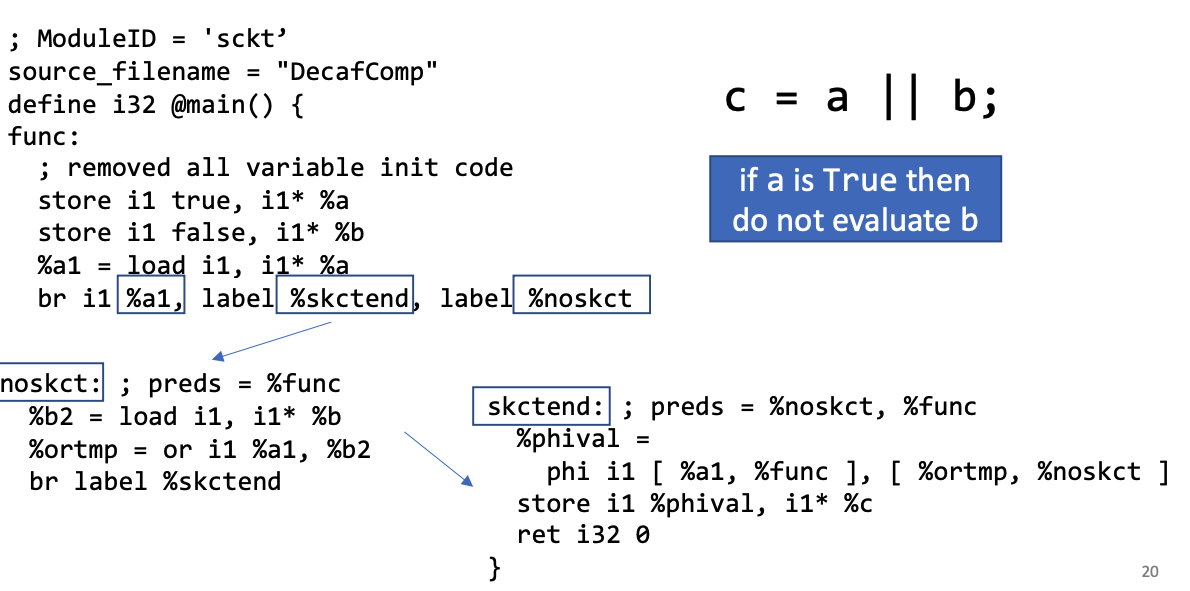 ; ModuleID = 'sckt’
source_filename = "DecafComp"
define i32 @main() {
func:
; removed all variable init code
store i1 true, i1* %a
store i1 false, i1* %b
%a1 = load i1, i1* %a
br i1 %a1, label %skctend, label %noskct
c = a || b;
if a is True then
do not evaluate b
noskct: ; preds = %func
%b2 = load i1, i1* %b
%ortmp = or i1 %a1, %b2
br label %skctend
skctend: ; preds = %noskct, %func
%phival =
phi i1 [ %a1, %func ], [ %ortmp, %noskct ]
store i1 %phival, i1* %c
ret i32 0
}
20